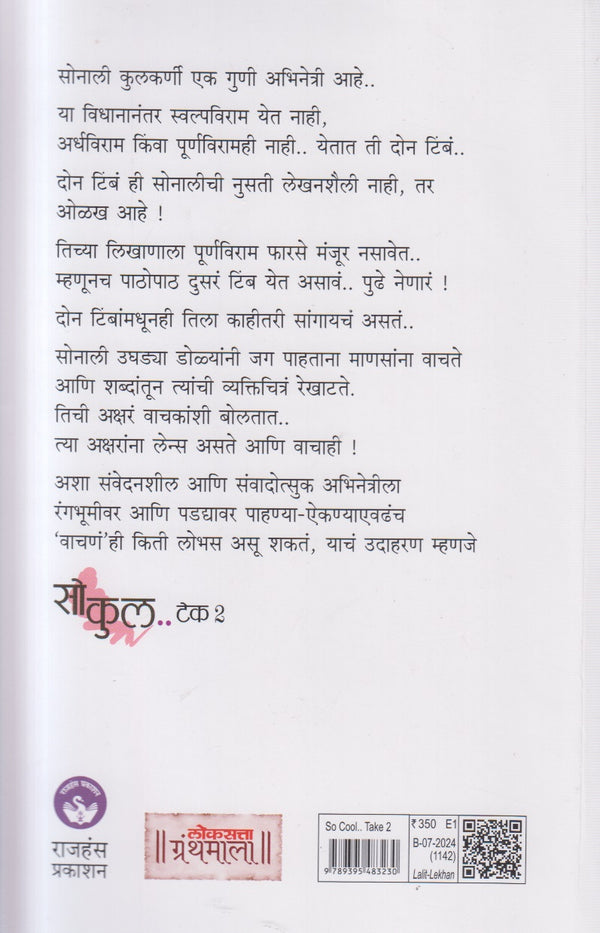 सोनाली कुलकर्णी एक गुणी अभिनेत्री आहे..
या विधानानंतर स्वल्पविराम येत नाही,
अर्धविराम किंवा पूर्णविरामही नाही.. येतात ती दोन टिंबं..
दोन टिंबं ही सोनालीची नुसती लेखनशैली नाही, तर
ओळख आहे !
तिच्या लिखाणाला पूर्णविराम फारसे मंजूर नसावेत..
म्हणूनच पाठोपाठ दुसरं टिंब येत असावं.. पुढे नेणारं !
दोन टिंबांमधूनही तिला काहीतरी सांगायचं असतं..
सोनाली उघड्या डोळ्यांनी जग पाहताना माणसांना वाचते
आणि शब्दांतून त्यांची व्यक्तिचित्रं रेखाटते.
तिची अक्षरं वाचकांशी बोलतात..
त्या अक्षरांना लेन्स असते आणि वाचाही !
अशा संवेदनशील आणि संवादोत्सुक अभिनेत्रीला
रंगभूमीवर आणि पडद्यावर पाहण्या-ऐकण्याएवढंच
‘वाचणं’ही किती लोभस असू शकतं, याचं उदाहरण म्हणजे
सो कुल.. टेक 2
राजहंस प्रकाशन
राजहंस
प्रकाशन
लोकसत्ता
॥ ग्रंथमाला ॥
So Cool.. Take 2
9 789395 483230
₹ 350 E1
B-07-2024
(1142)
Lalit-Lekhan